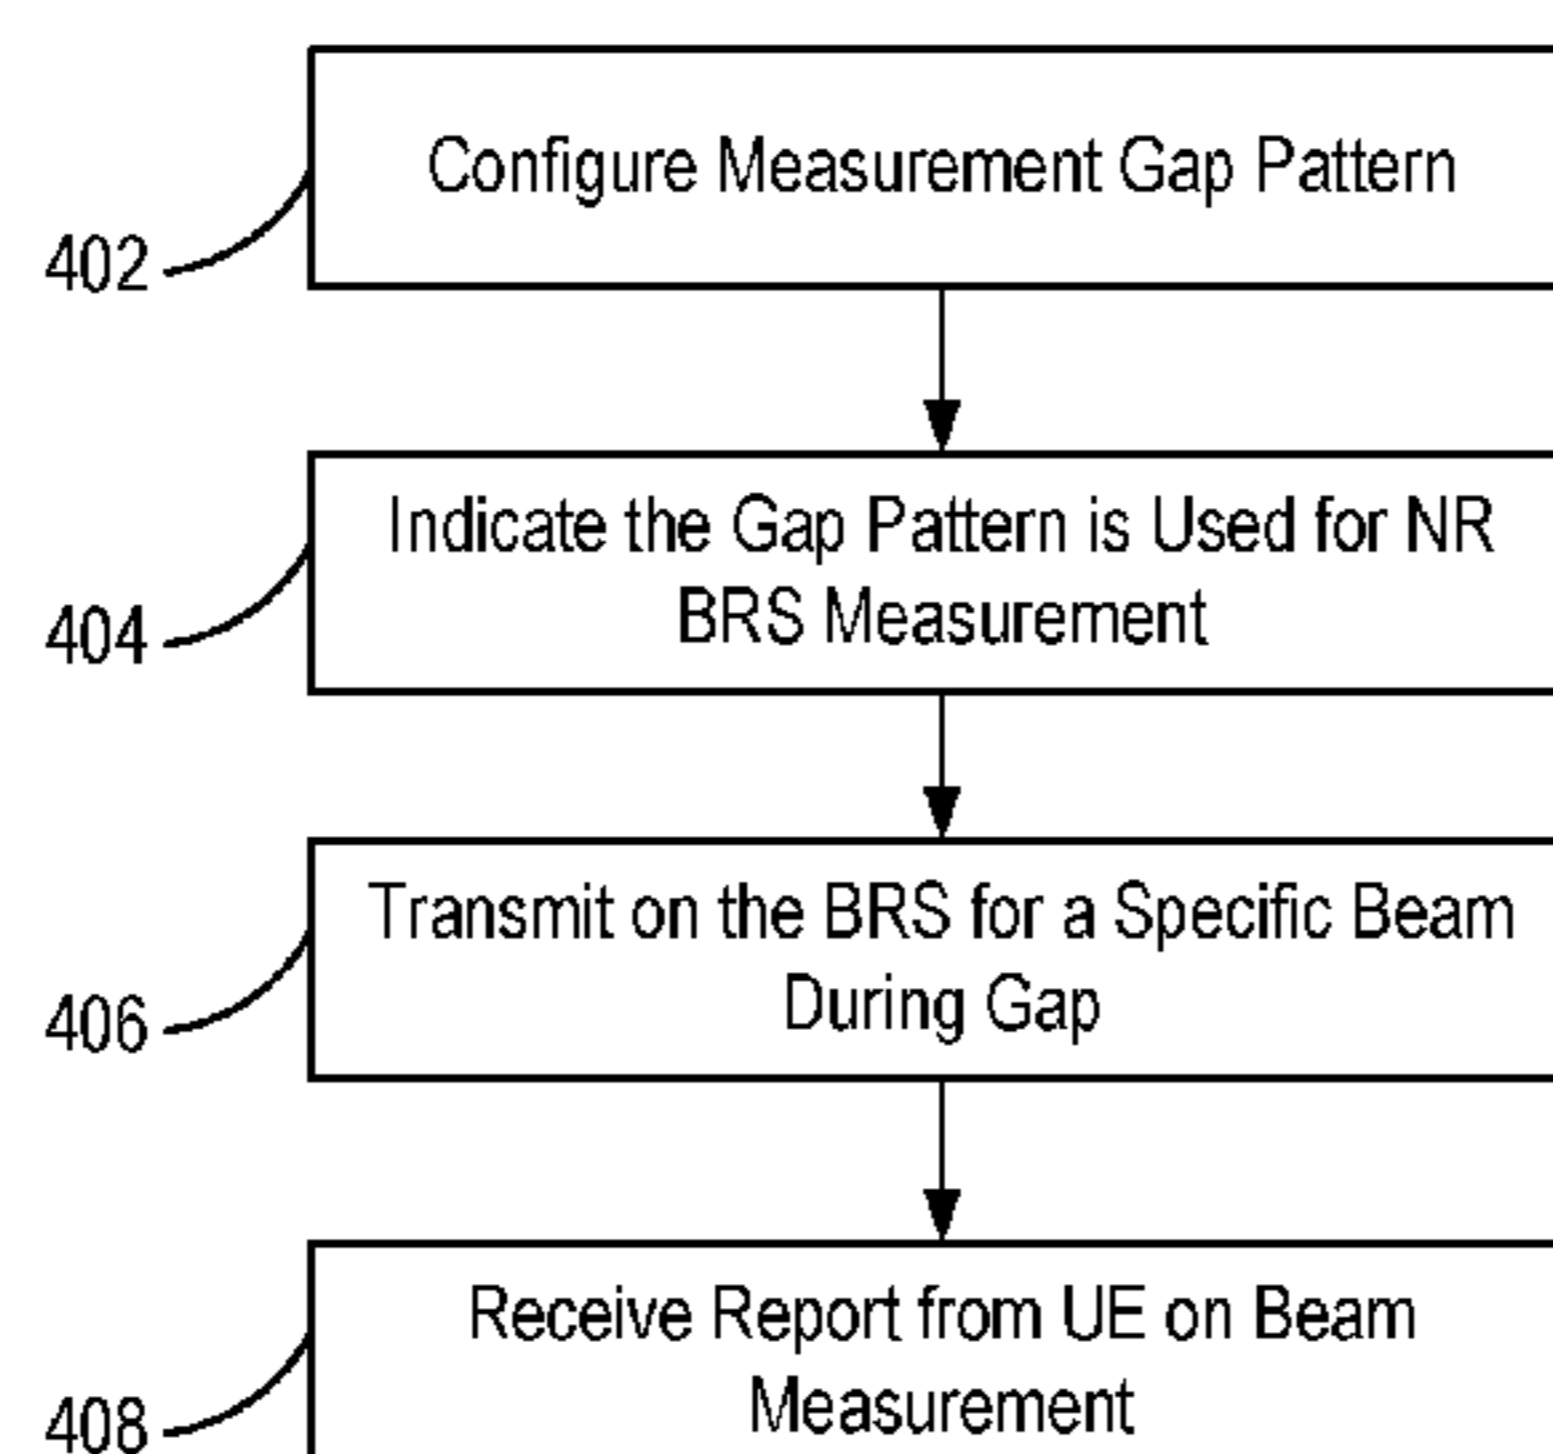 Configure Measurement Gap Pattern
402
Indicate the Gap Pattern is Used for NR
BRS Measurement
404
Transmit on the BRS for a Specific Beam
During Gap
406
Receive Report from UE on Beam
Measurement
408